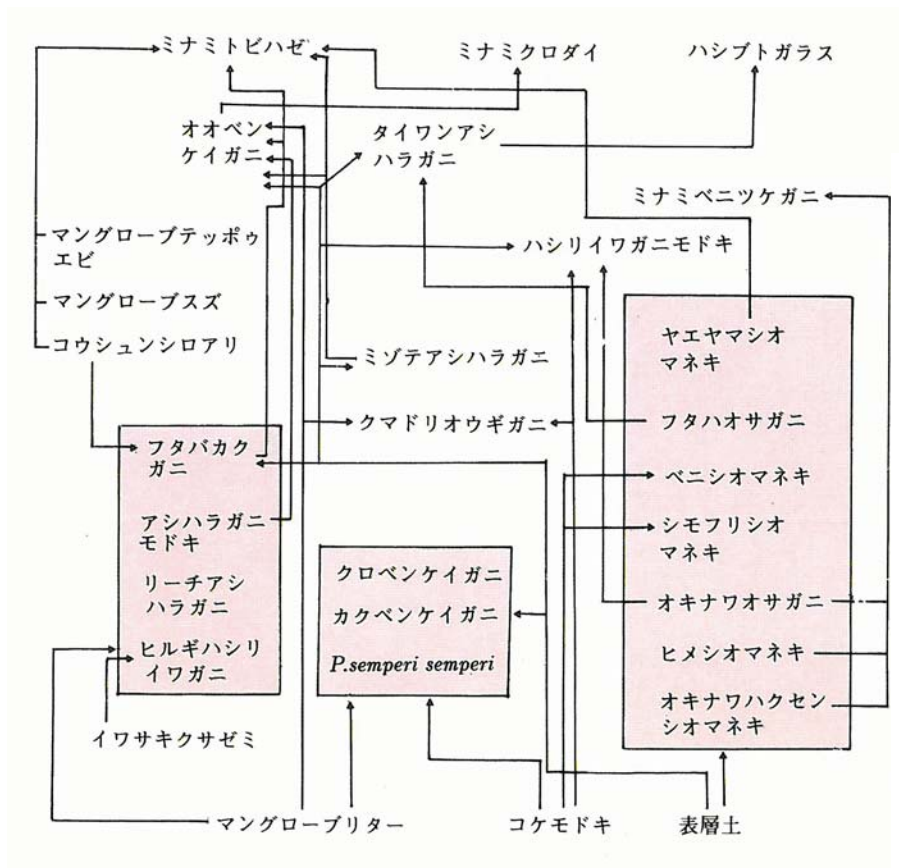 ミナミトビハゼ
ミナミクロダイ
ハシブトガラス
オオベン
ケイガニ
タイワンアシ
ハラガニ
ミナミベニツケガニ
マングローブテッポゥ
エビ
ハシリイワガニモドキ
マングローブスズ
コウシュンシロアリ
ミゾテアシハラガニ
ヤエヤマシオ
マネキ
クマドリオウギガニ
フタハオサガニ
フタバカク
ガニ
ベニシオマネキ
アシハラガニ
モドキ
シモフリシオ
マネキ
リーチアシ
ハラガニ
クロベンケイガニ
カクベンケイガニ
オキナワオサガニ
ヒルギハシリ
イワガニ
P.semperi semperi
ヒメシオマネキ
オキナワハクセン
シオマネキ
イワサキクサゼミ
マングローブリター
コケモドキ
表層土